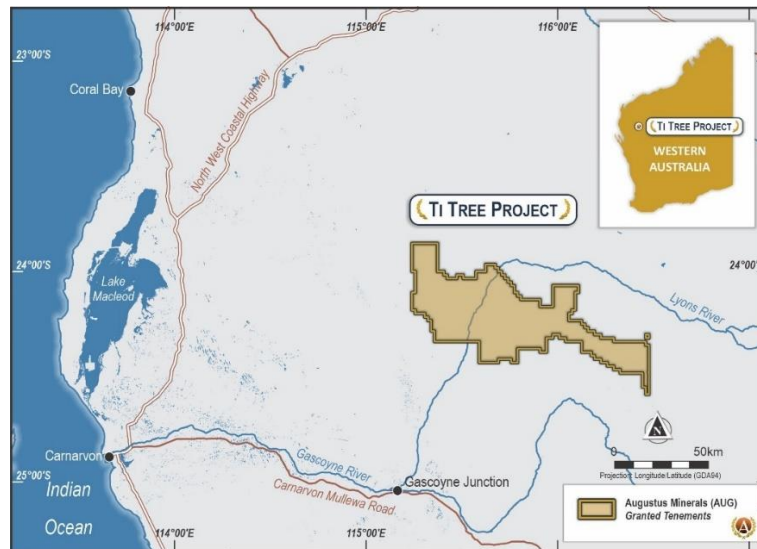 114°00'E
115°00'E
116°00'E
23°00'S
Coral Bay
North West Coastal Highway
TI TREE PROJECT
WESTERN
AUSTRALIA
TI TREE PROJECT
24°00'S
24°00'S
Lake
Macleod
Lyons River
Carnarvon
Gascoyne River
Carnarvon Mullewa Road
Gascoyne Junction
N
0
50km
Projection: Longitude/Latitude (GDA94)
25°00'S
Indian
Ocean
114°00'E
115°00'E
Augustus Minerals (AUG)
Granted Tenements
A